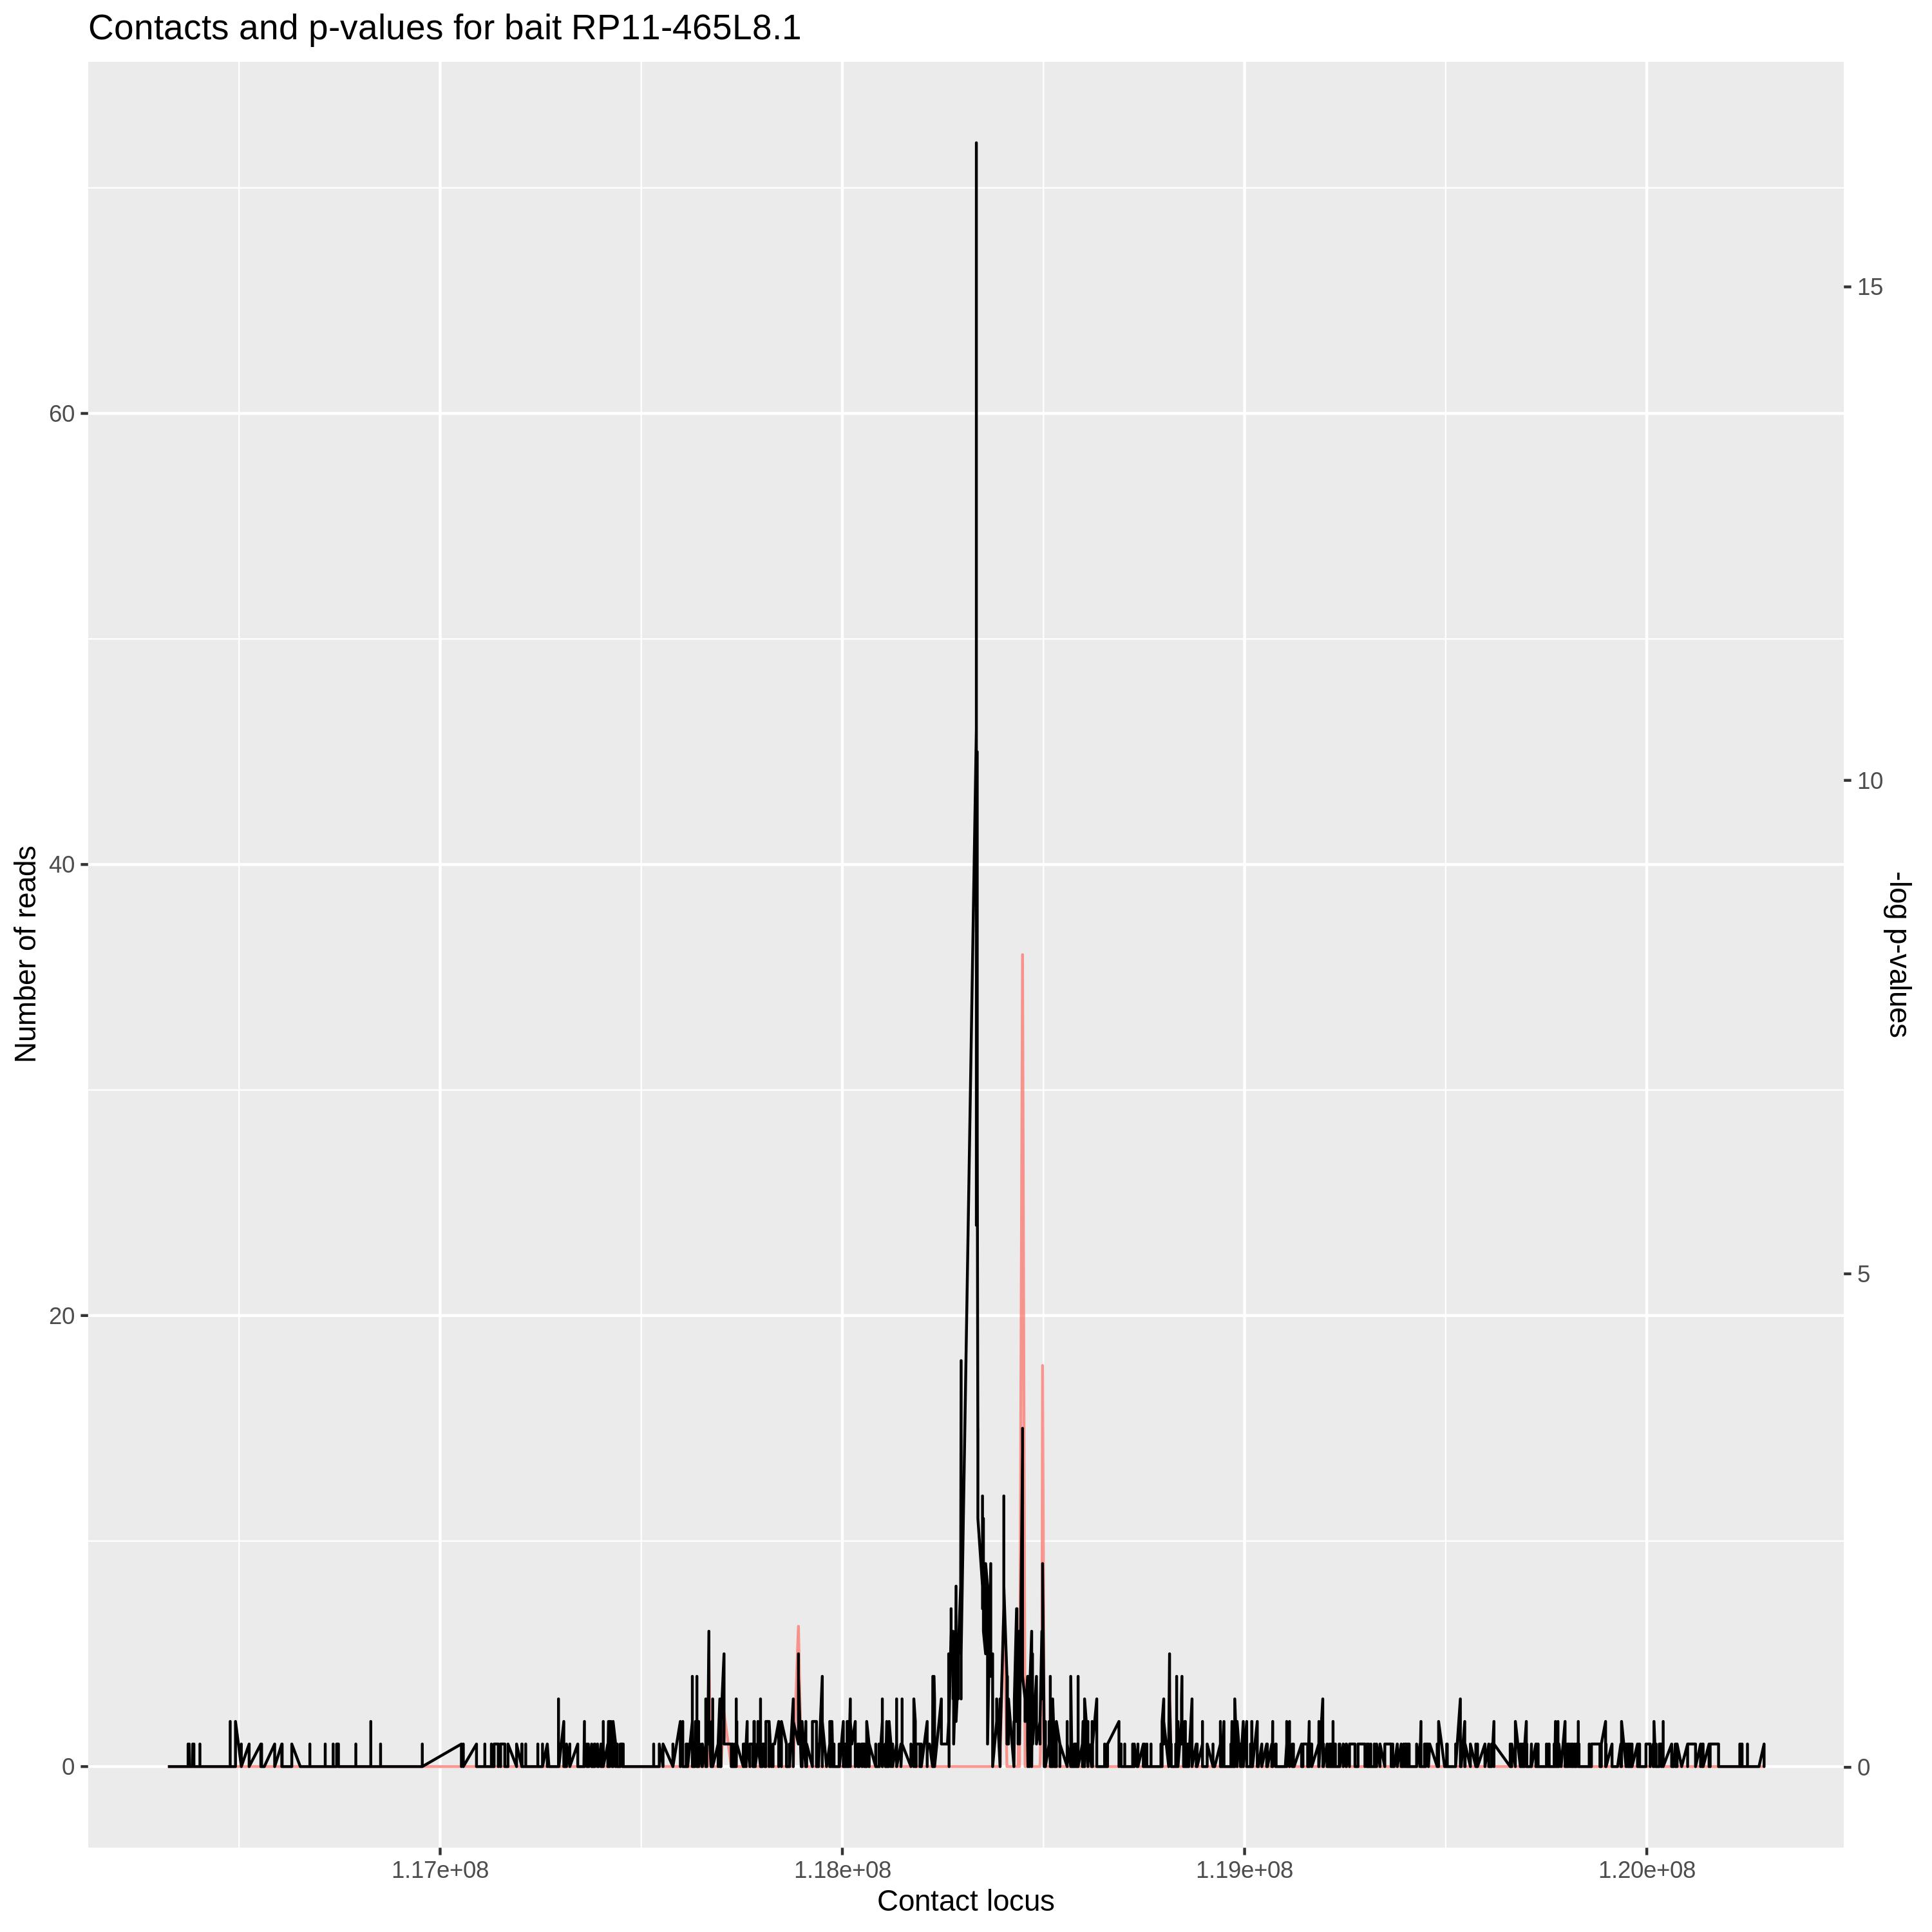 Contacts and p-values for bait RP11-465L8.1
Number of reads
60
40
20
0
15
10
5
0
-log p-values
1.17e+08
1.18e+08
1.19e+08
1.20e+08
Contact locus